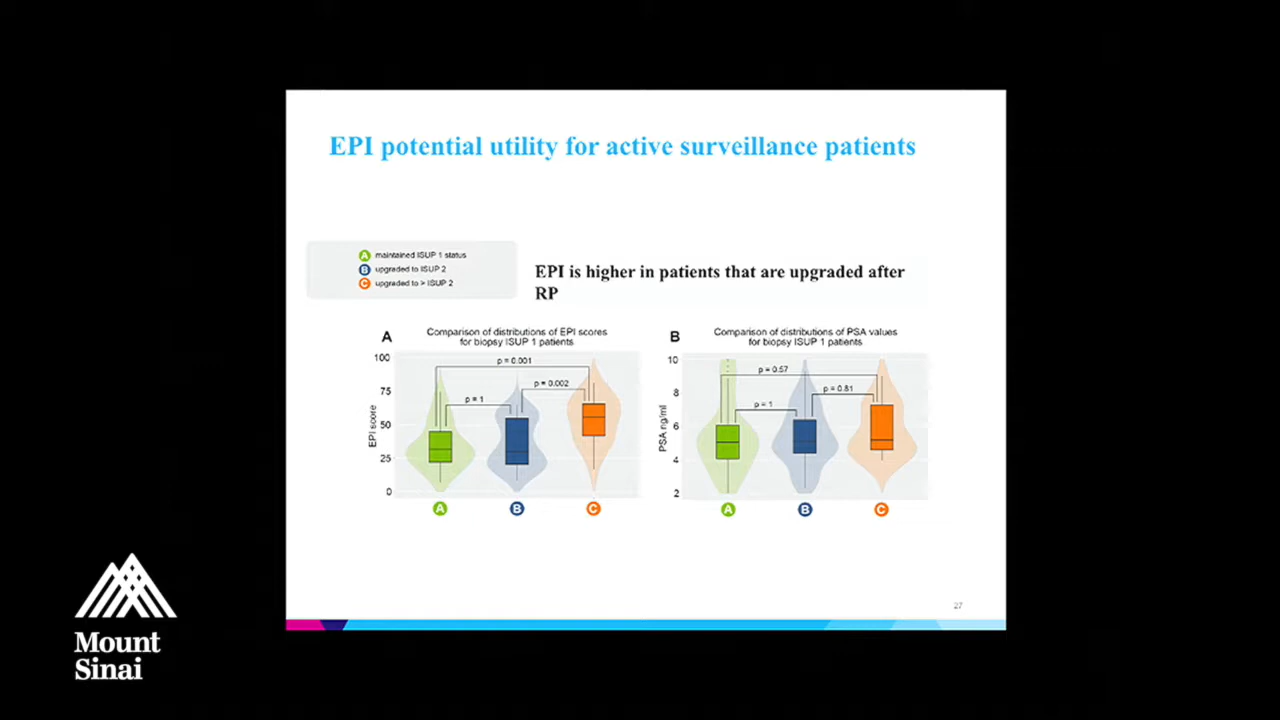 EPI potential utility for active surveillance patients
A maintained ISUP 1 status
B upgraded to ISUP 2
C upgraded to > ISUP 2
EPI is higher in patients that are upgraded after
RP
A
Comparison of distributions of EPI scores
for biopsy ISUP 1 patients
100
75
50
25
0
EPI score
p = 0.001
p = 0.002
p = 1
A B C
B
Comparison of distributions of PSA values
for biopsy ISUP 1 patients
10
8
6
4
2
PSA ng/ml
p = 0.57
p = 0.81
p = 1
A B C
27
Mount
Sinai